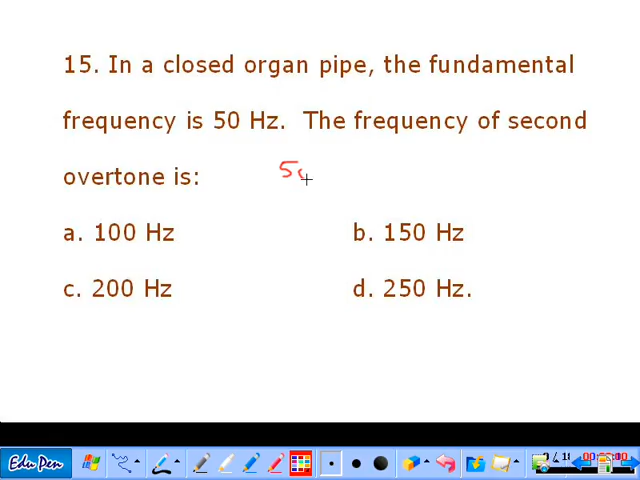 15. In a closed organ pipe, the fundamental
frequency is 50 Hz. The frequency of second
overtone is:
a. 100 Hz b. 150 Hz
c. 200 Hz d. 250 Hz.
Edu Pen